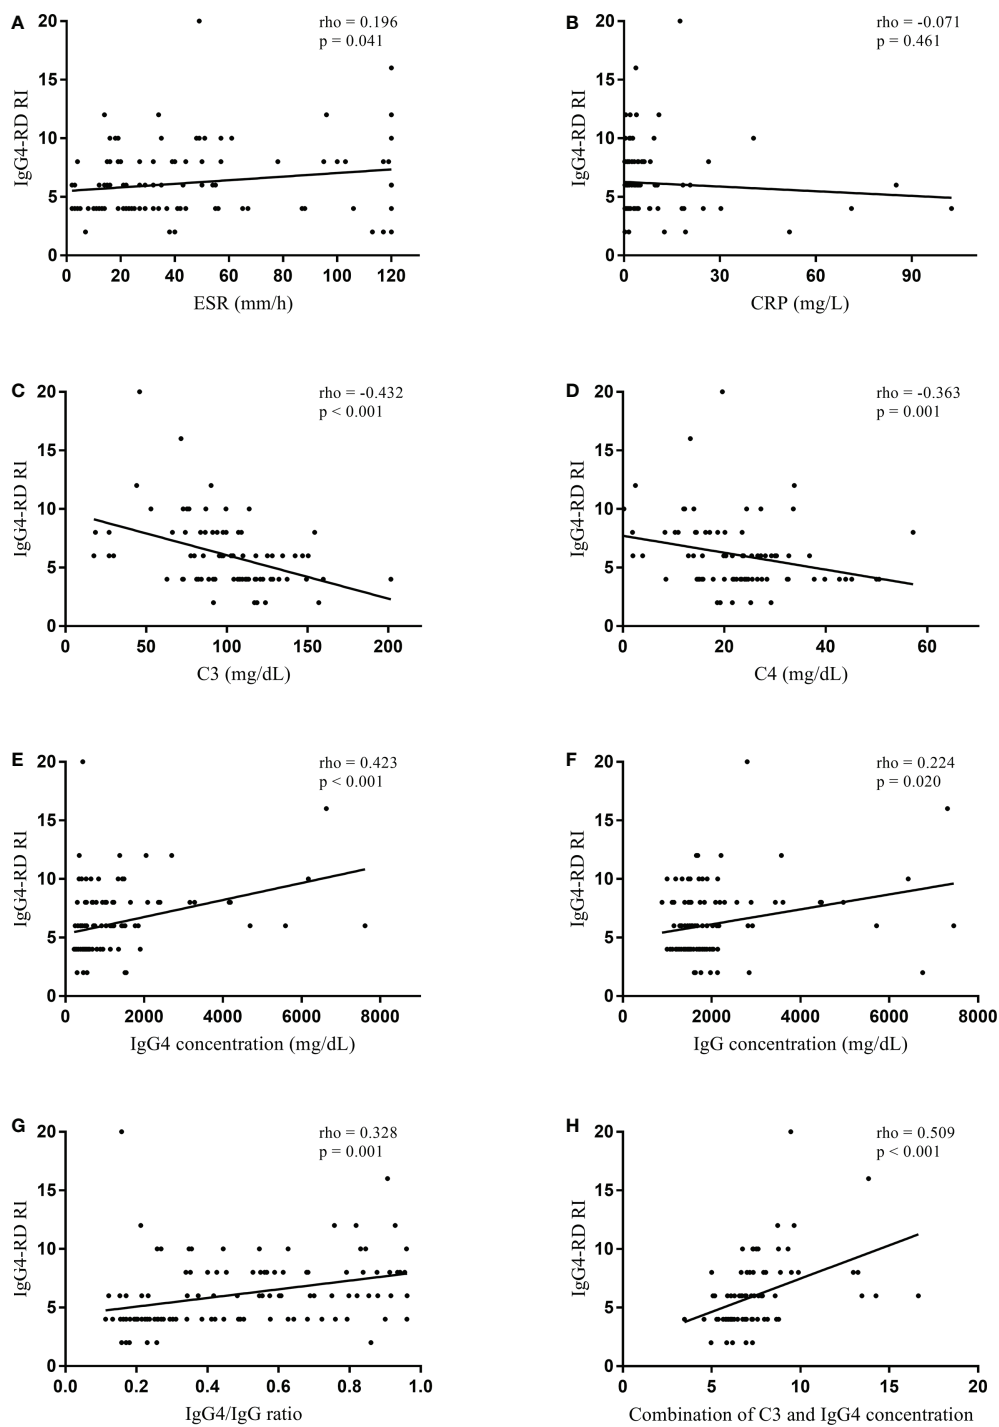 A
rho = 0.196
p = 0.041
IgG4-RD RI
20
15
10
5
0
0 20 40 60 80 100 120
ESR (mm/h)
B
rho = -0.071
p = 0.461
IgG4-RD RI
20
15
10
5
0
0 30 60 90
CRP (mg/L)
C
rho = -0.432
p < 0.001
IgG4-RD RI
20
15
10
5
0
0 50 100 150 200
C3 (mg/dL)
D
rho = -0.363
p = 0.001
IgG4-RD RI
20
15
10
5
0
0 20 40 60
C4 (mg/dL)
E
rho = 0.423
p < 0.001
IgG4-RD RI
20
15
10
5
0
0 2000 4000 6000 8000
IgG4 concentration (mg/dL)
F
rho = 0.224
p = 0.020
IgG4-RD RI
20
15
10
5
0
0 2000 4000 6000 8000
IgG concentration (mg/dL)
G
rho = 0.328
p = 0.001
IgG4-RD RI
20
15
10
5
0
0.0 0.2 0.4 0.6 0.8 1.0
IgG4/IgG ratio
H
rho = 0.509
p < 0.001
IgG4-RD RI
20
15
10
5
0
0 5 10 15 20
Combination of C3 and IgG4 concentration